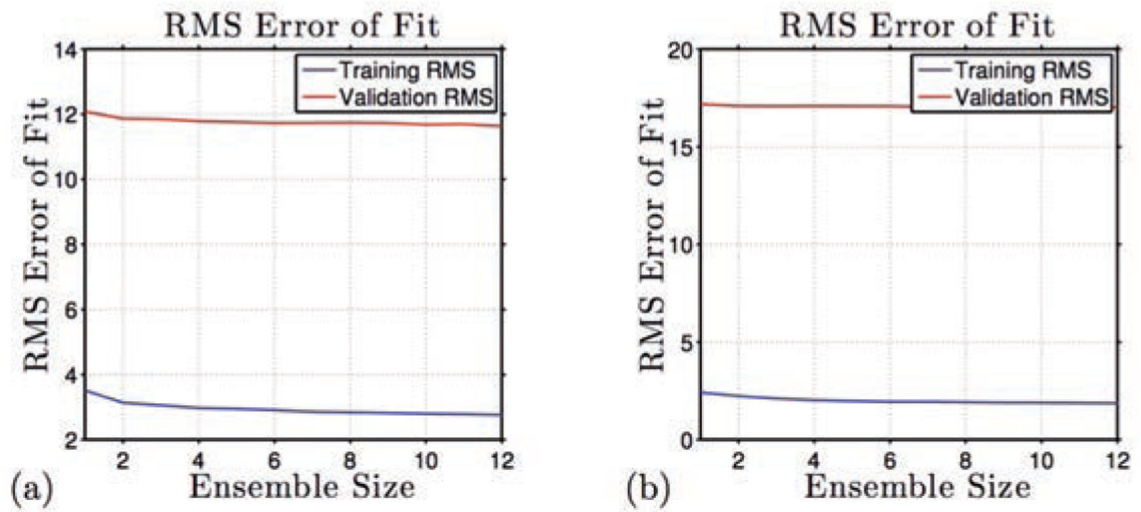 RMS Error of Fit
14
12
10
8
6
4
2
RMS Error of Fit
Training RMS
Validation RMS
2 4 6 8 10 12
Ensemble Size
(a)
RMS Error of Fit
20
15
10
5
0
RMS Error of Fit
Training RMS
Validation RMS
2 4 6 8 10 12
Ensemble Size
(b)